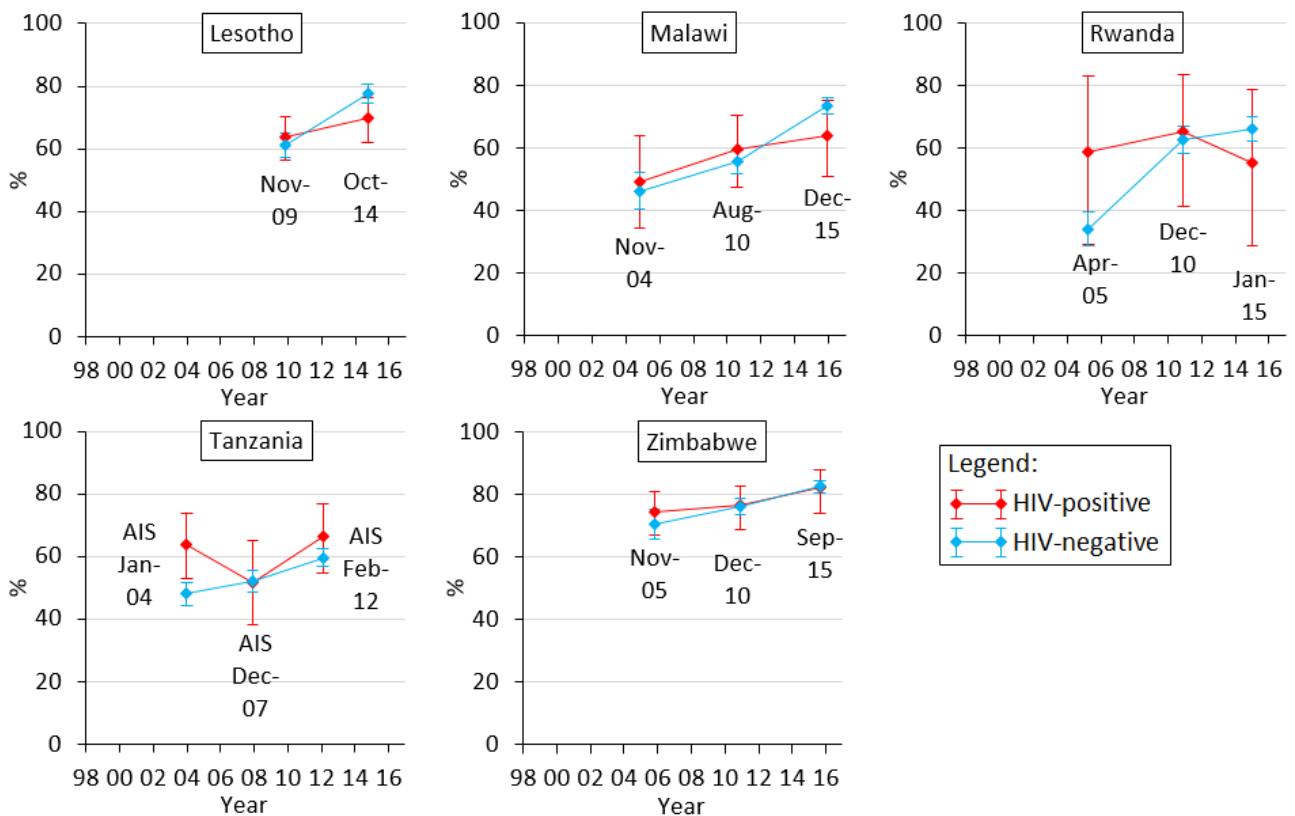 Lesotho
100
80
60
40
20
0
%
Nov-
09
Oct-
14
98 00 02 04 06 08 10 12 14 16
Year
Malawi
100
80
60
40
20
0
%
Nov-
04
Aug-
10
Dec-
15
98 00 02 04 06 08 10 12 14 16
Year
Rwanda
100
80
60
40
20
0
%
Apr-
05
Dec-
10
Jan-
15
98 00 02 04 06 08 10 12 14 16
Year
Tanzania
100
80
60
40
20
0
%
AIS
Jan-
04
AIS
Dec-
07
AIS
Feb-
12
98 00 02 04 06 08 10 12 14 16
Year
Zimbabwe
100
80
60
40
20
0
%
Nov-
05
Dec-
10
Sep-
15
98 00 02 04 06 08 10 12 14 16
Year
Legend:
HIV-positive
HIV-negative